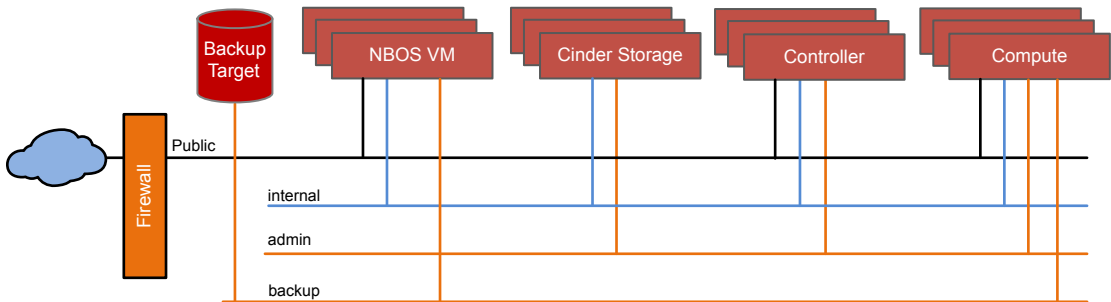 Backup
Target
NBOS VM
Cinder Storage
Controller
Compute
Public
Firewall
internal
admin
backup